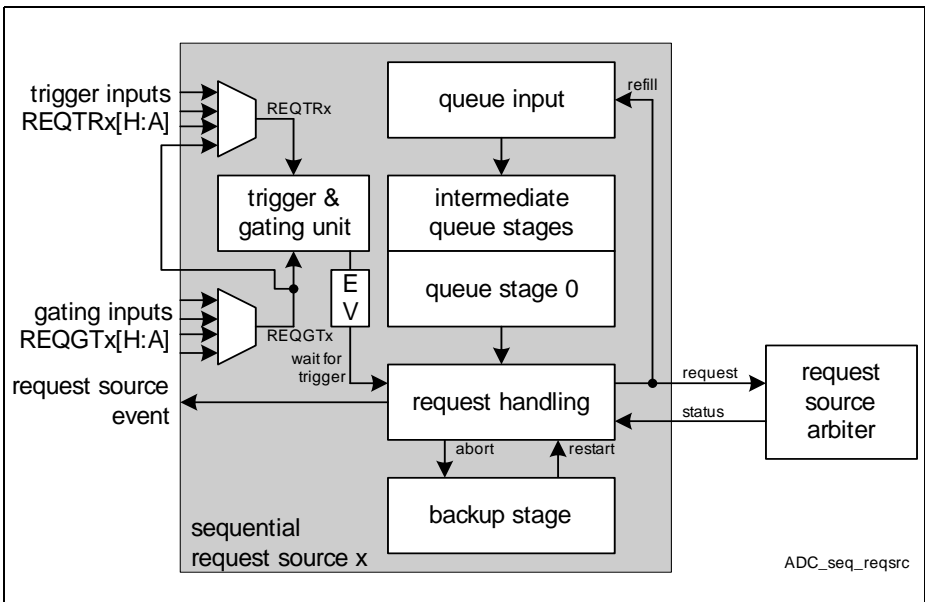 trigger inputs
REQTRx[H:A]
REQTRx
queue input
refill
trigger &
gating unit
intermediate
queue stages
queue stage 0
E
V
gating inputs
REQGTx[H:A]
REQGTx
wait for
trigger
request source
event
request handling
request
status
request
source
arbiter
abort
restart
backup stage
sequential
request source x
ADC_seq_reqsrc